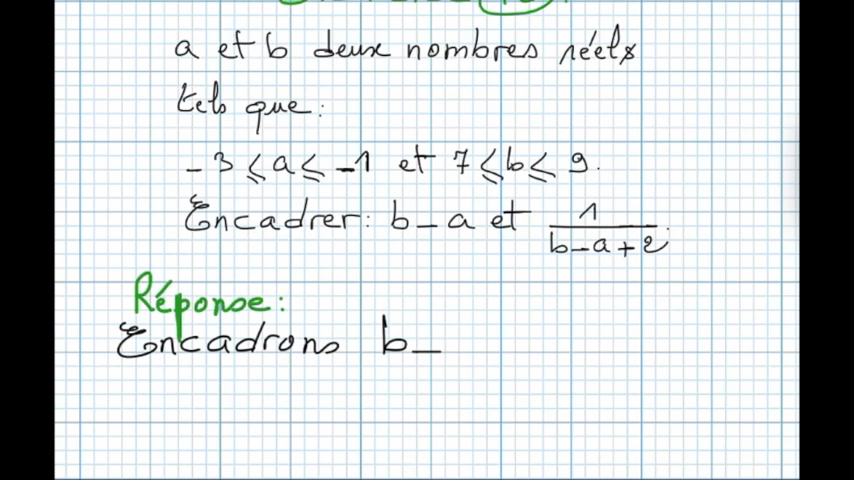 a et b deux nombres réels
tels que:
-3 ⩽ a ⩽ -1 et 7 ⩽ b ⩽ 9.
Encadrer: b - a et 1/(b-a+2).
Réponse:
Encadrons b -